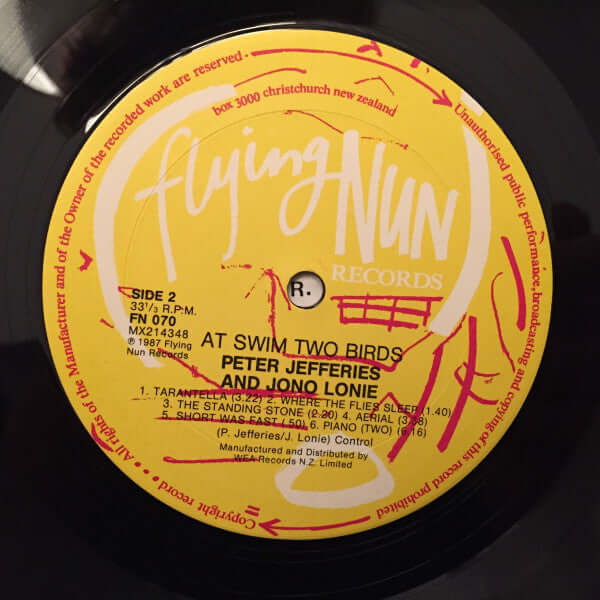 All rights of the Manufacturer and of the Owner of the recorded work are reserved
Unauthorised public performance, broadcasting and copying of this record prohibited
Copyright record
box 3000 christchurch new zealand
flying NUN
RECORDS
R.
SIDE 2
33⅓ R.P.M.
FN 070
MX214348
℗ 1987 Flying
Nun Records
AT SWIM TWO BIRDS
PETER JEFFERIES
AND JONO LONIE
1. TARANTELLA (3.22) 2. WHERE THE FLIES SLEEP (1.40)
3. THE STANDING STONE (2.20) 4. AERIAL (3.38)
5. SHORT WAS FAST (.50) 6. PIANO (TWO) (6.16)
(P. Jefferies/J. Lonie) Control
Manufactured and Distributed by
WEA Records N.Z. Limited